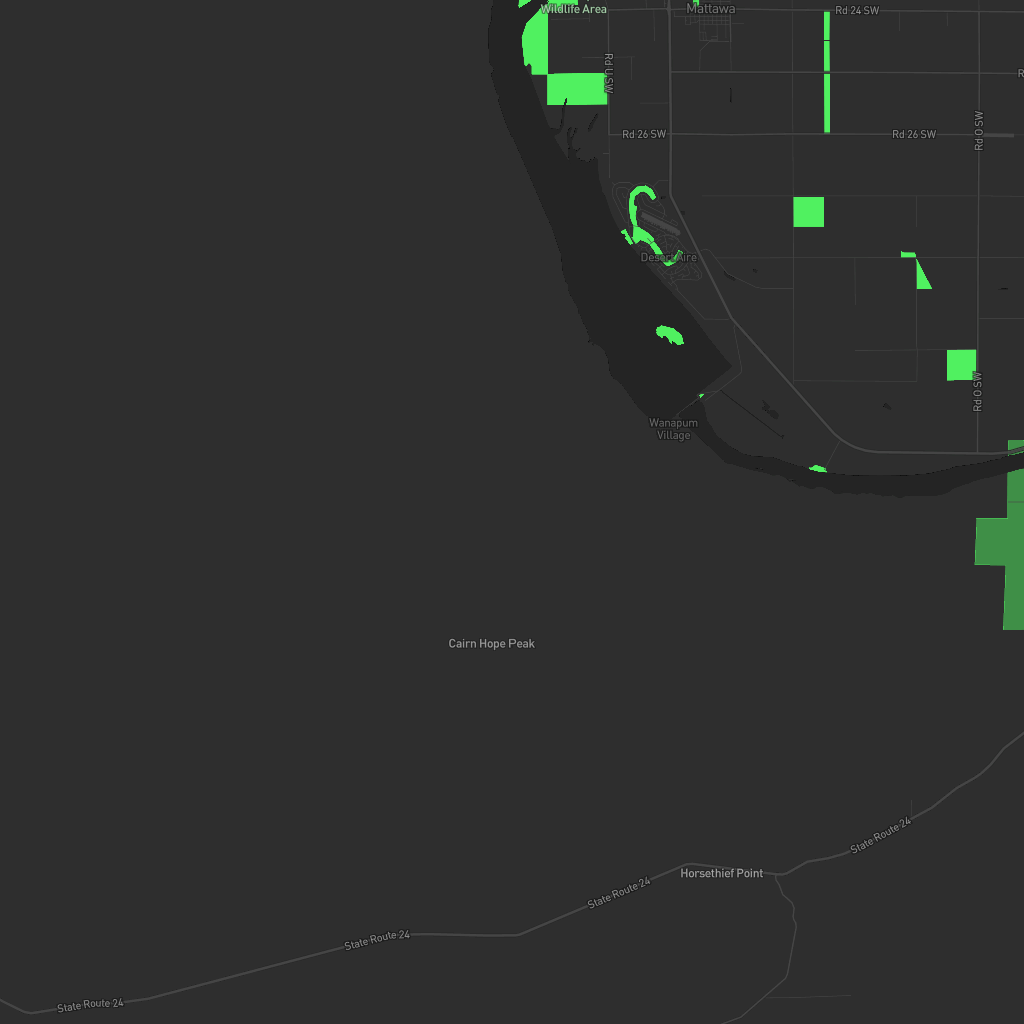 Wildlife Area
Mattawa
Rd 24 SW
Rd U SW
R
Rd 26 SW
Rd 26 SW
Rd O SW
Desert Aire
Rd O SW
Wanapum
Village
Cairn Hope Peak
State Route 24
Horsethief Point
State Route 24
State Route 24
State Route 24